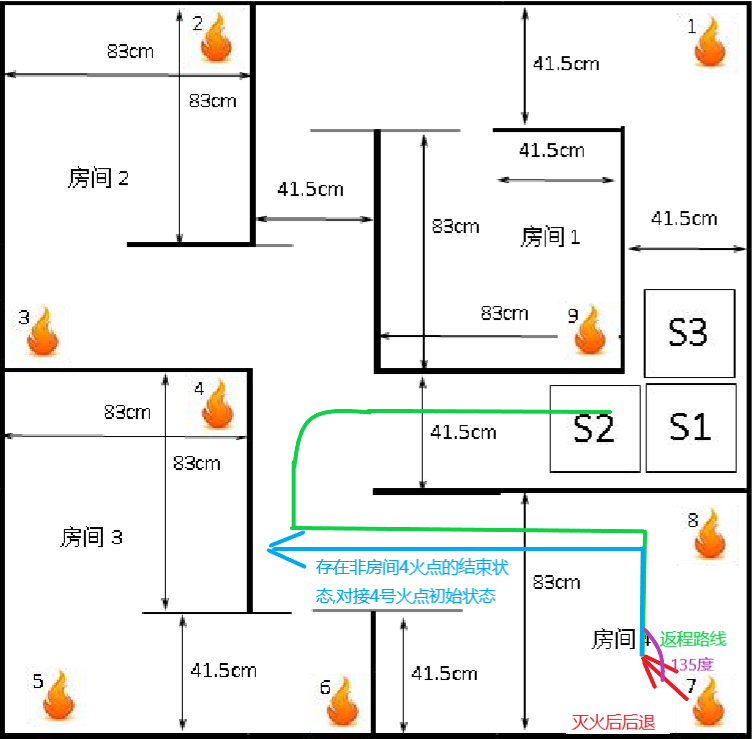 2
1
83cm
41.5cm
83cm
41.5cm
房间 2
41.5cm
41.5cm
83cm
房间 1
3
83cm
9
S3
4
83cm
41.5cm
S2
S1
83cm
8
房间 3
存在非房间4火点的结束状
态,对接4号火点初始状态
83cm
房间 4
返程路线
135度
41.5cm
41.5cm
5
6
7
灭火后后退